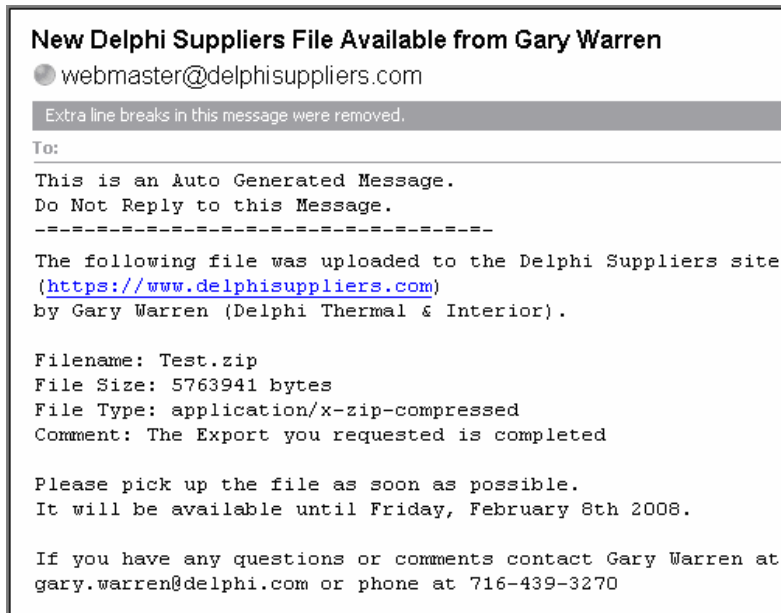 New Delphi Suppliers File Available from Gary Warren
webmaster@delphisuppliers.com
Extra line breaks in this message were removed.
To:
This is an Auto Generated Message.
Do Not Reply to this Message.
-=-=-=-=-=-=-=-=-=-=-=-=-=-=-
The following file was uploaded to the Delphi Suppliers site
(https://www.delphisuppliers.com)
by Gary Warren (Delphi Thermal & Interior).
Filename: Test.zip
File Size: 5763941 bytes
File Type: application/x-zip-compressed
Comment: The Export you requested is completed
Please pick up the file as soon as possible.
It will be available until Friday, February 8th 2008.
If you have any questions or comments contact Gary Warren at
gary.warren@delphi.com or phone at 716-439-3270